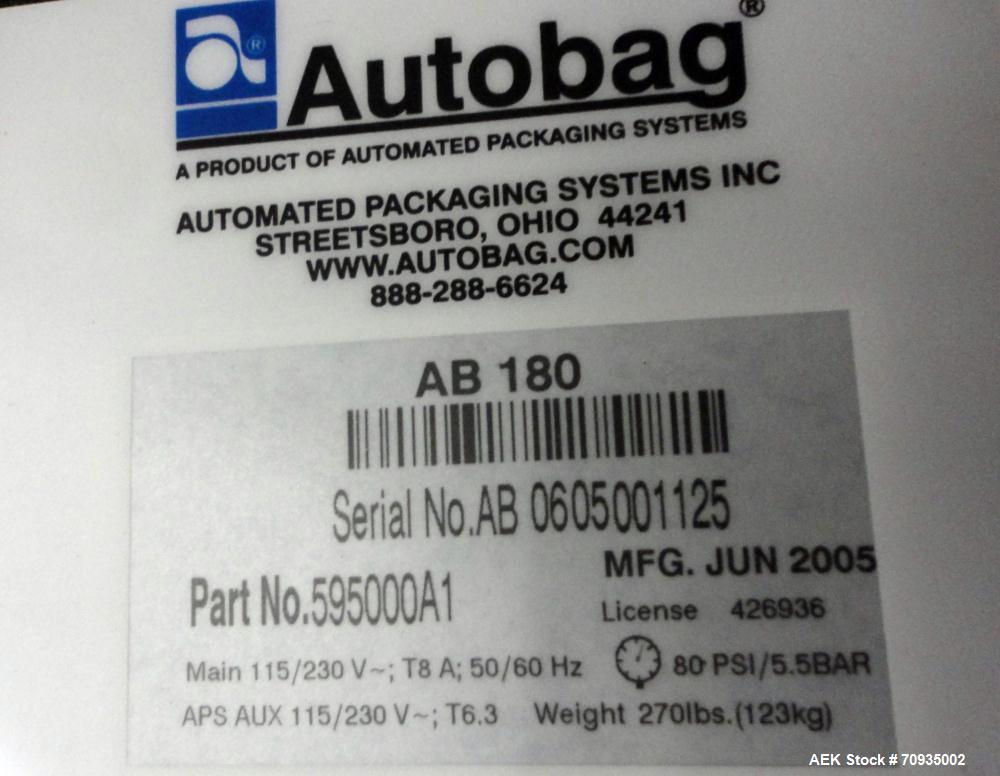 a®
Autobag®
A PRODUCT OF AUTOMATED PACKAGING SYSTEMS
AUTOMATED PACKAGING SYSTEMS INC
STREETSBORO, OHIO 44241
WWW.AUTOBAG.COM
888-288-6624
AB 180
Serial No.AB 0605001125
MFG. JUN 2005
Part No.595000A1
License 426936
Main 115/230 V~; T8 A; 50/60 Hz
80 PSI/5.5BAR
APS AUX 115/230 V~; T6.3 Weight 270lbs.(123kg)
AEK Stock # 70935002